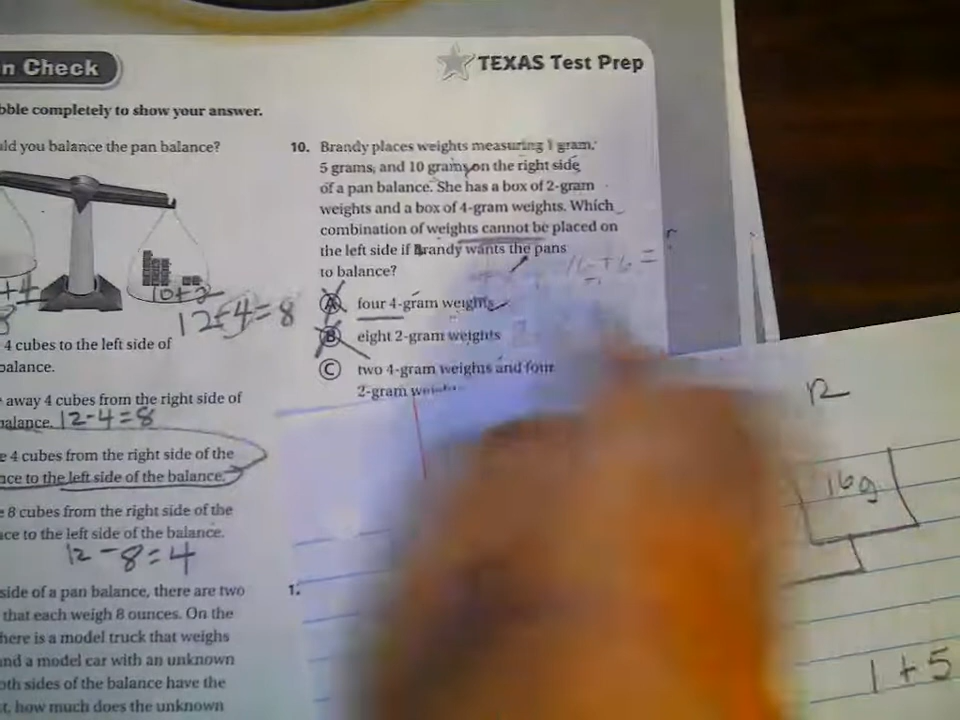 n Check
TEXAS Test Prep
bble completely to show your answer.
ld you balance the pan balance?
10. Brandy places weights measuring 1 gram,
5 grams, and 10 grams on the right side
of a pan balance. She has a box of 2-gram
weights and a box of 4-gram weights. Which
combination of weights cannot be placed on
the left side if Brandy wants the pans
to balance?
A four 4-gram weights
B eight 2-gram weights
C two 4-gram weights and four
2-gram
+4
8
10+2
12-4=8
4 cubes to the left side of
balance.
away 4 cubes from the right side of
balance. 12-4=8
e 4 cubes from the right side of the
nce to the left side of the balance.
e 8 cubes from the right side of the
ce to the left side of the balance.
12-8=4
side of a pan balance, there are two
that each weigh 8 ounces. On the
here is a model truck that weighs
nd a model car with an unknown
oth sides of the balance have the
t, how much does the unknown
1.
12
16g
1+5